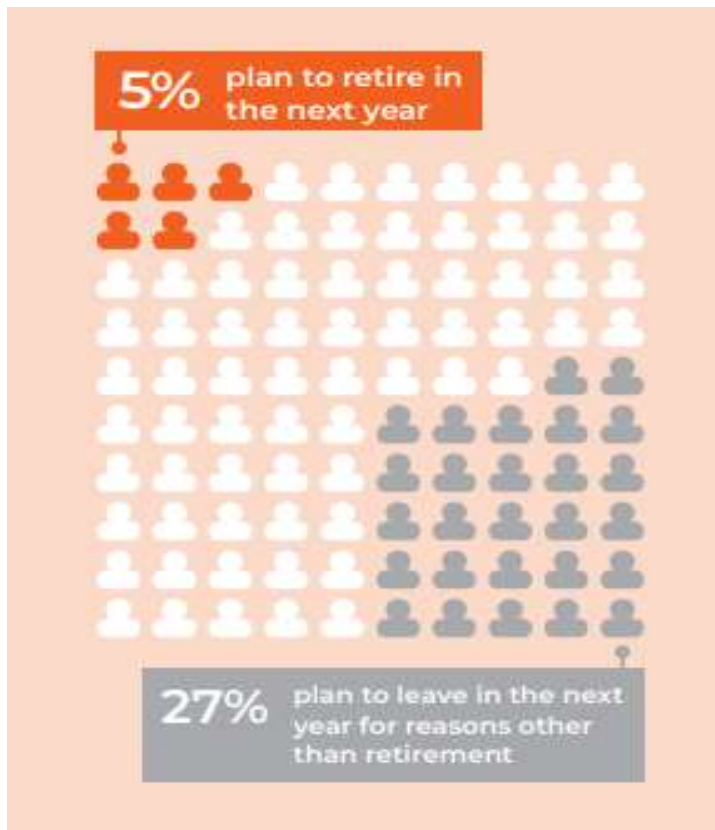 5% plan to retire in
the next year
27% plan to leave in the next
year for reasons other
than retirement